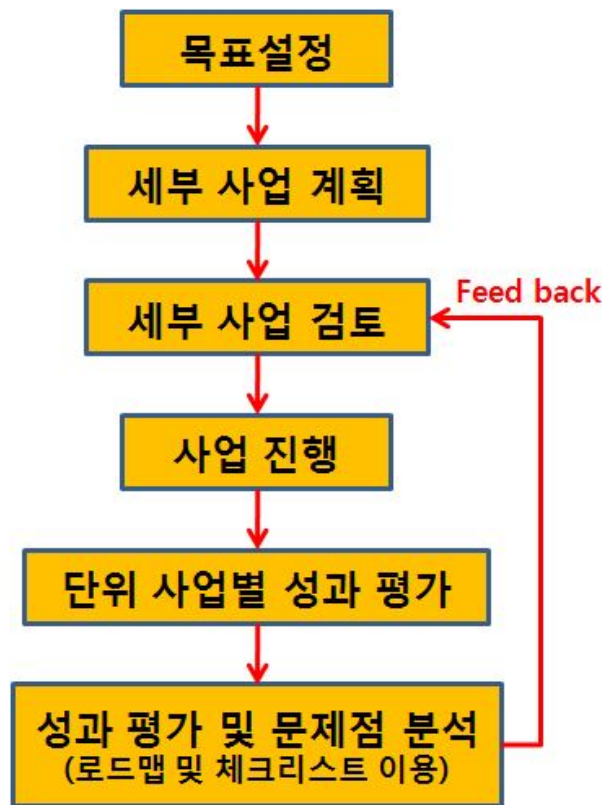 목표설정
세부 사업 계획
Feed back
세부 사업 검토
사업 진행
단위 사업별 성과 평가
성과 평가 및 문제점 분석
(로드맵 및 체크리스트 이용)